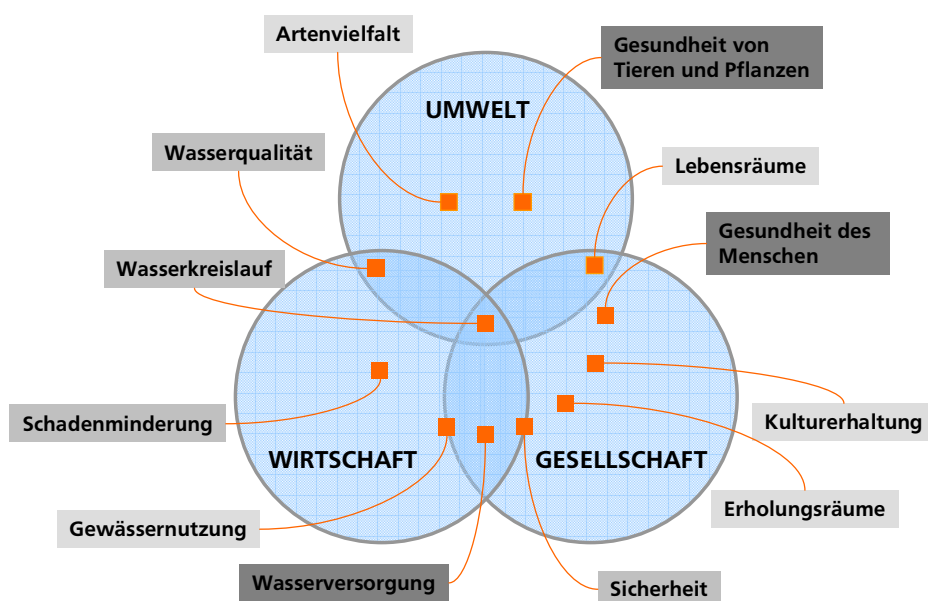 Artenvielfalt
Gesundheit von
Tieren und Pflanzen
UMWELT
Wasserqualität
Lebensräume
Gesundheit des
Menschen
Wasserkreislauf
Schadenminderung
Kulturerhaltung
WIRTSCHAFT
GESELLSCHAFT
Erholungsräume
Gewässernutzung
Wasserversorgung
Sicherheit